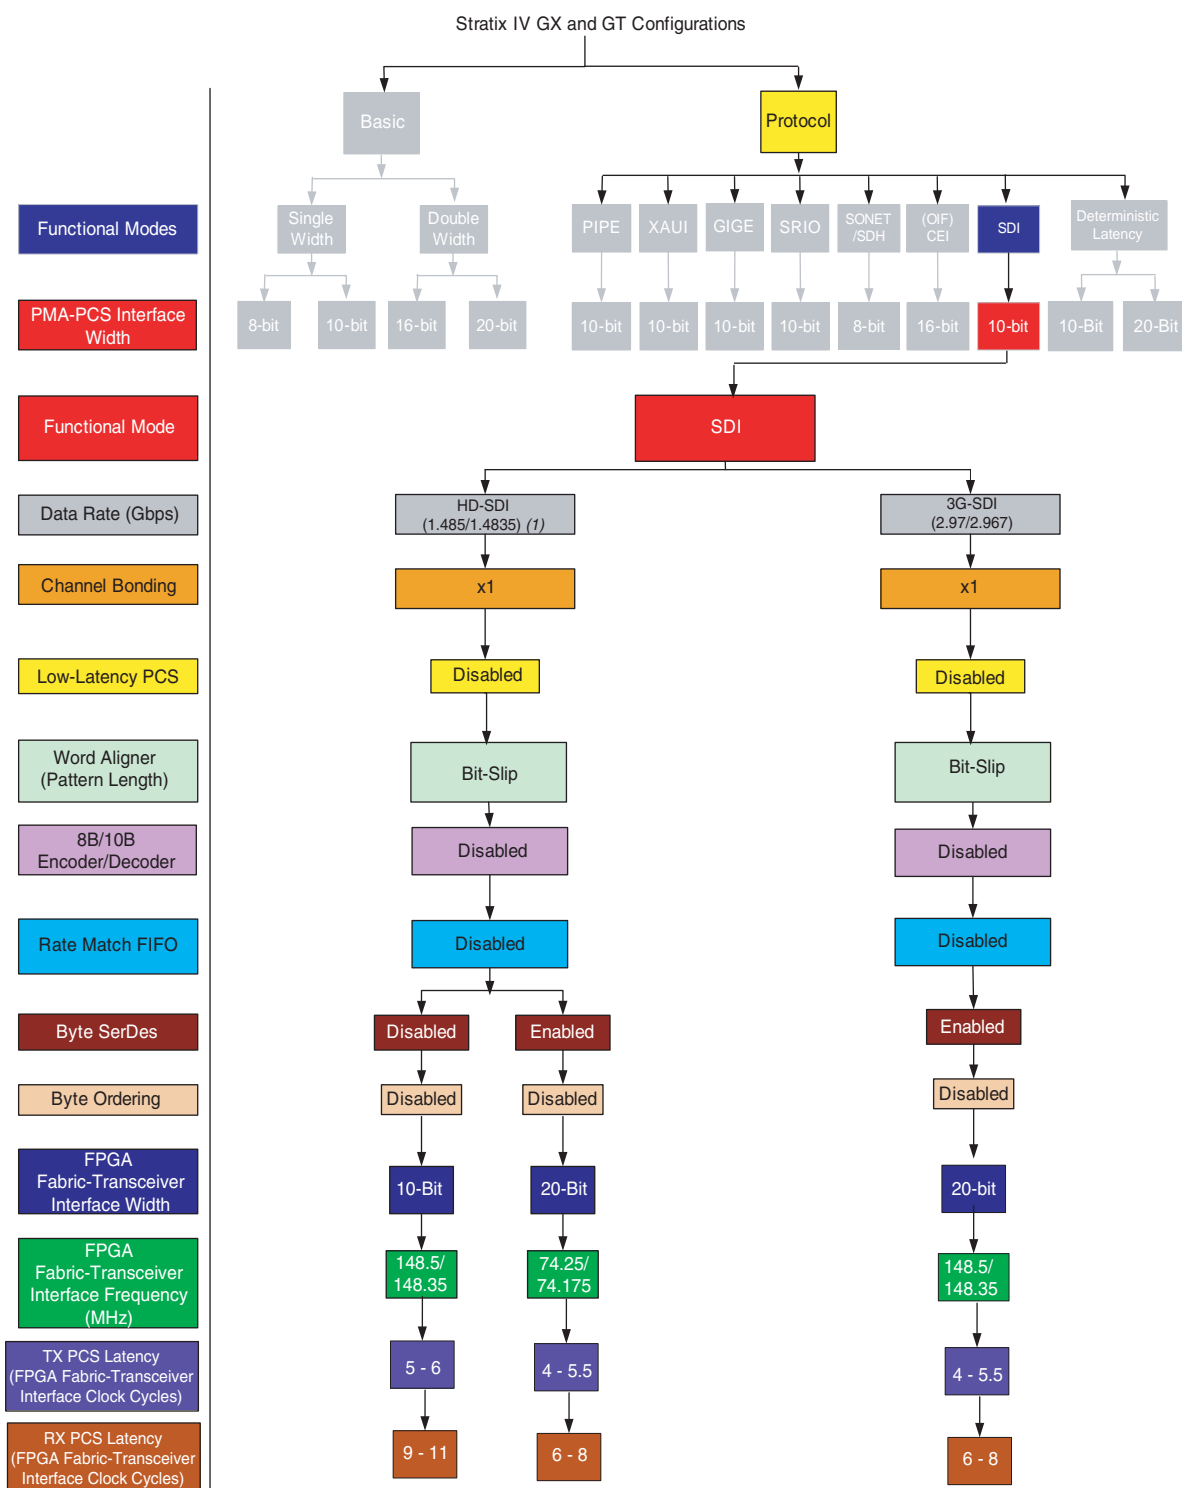 Stratix IV GX and GT Configurations
Basic
Protocol
Functional Modes
Single
Width
Double
Width
PIPE
XAUI
GIGE
SRIO
SONET
/SDH
(OIF)
CEI
SDI
Deterministic
Latency
PMA-PCS Interface
Width
8-bit
10-bit
16-bit
20-bit
10-bit
10-bit
10-bit
10-bit
8-bit
16-bit
10-bit
10-Bit
20-Bit
Functional Mode
SDI
Data Rate (Gbps)
HD-SDI
(1.485/1.4835) (1)
3G-SDI
(2.97/2.967)
Channel Bonding
x1
x1
Low-Latency PCS
Disabled
Disabled
Word Aligner
(Pattern Length)
Bit-Slip
Bit-Slip
8B/10B
Encoder/Decoder
Disabled
Disabled
Rate Match FIFO
Disabled
Disabled
Byte SerDes
Disabled
Enabled
Enabled
Byte Ordering
Disabled
Disabled
Disabled
FPGA
Fabric-Transceiver
Interface Width
10-Bit
20-Bit
20-bit
FPGA
Fabric-Transceiver
Interface Frequency
(MHz)
148.5/
148.35
74.25/
74.175
148.5/
148.35
TX PCS Latency
(FPGA Fabric-Transceiver
Interface Clock Cycles)
5 - 6
4 - 5.5
4 - 5.5
RX PCS Latency
(FPGA Fabric-Transceiver
Interface Clock Cycles)
9 - 11
6 - 8
6 - 8